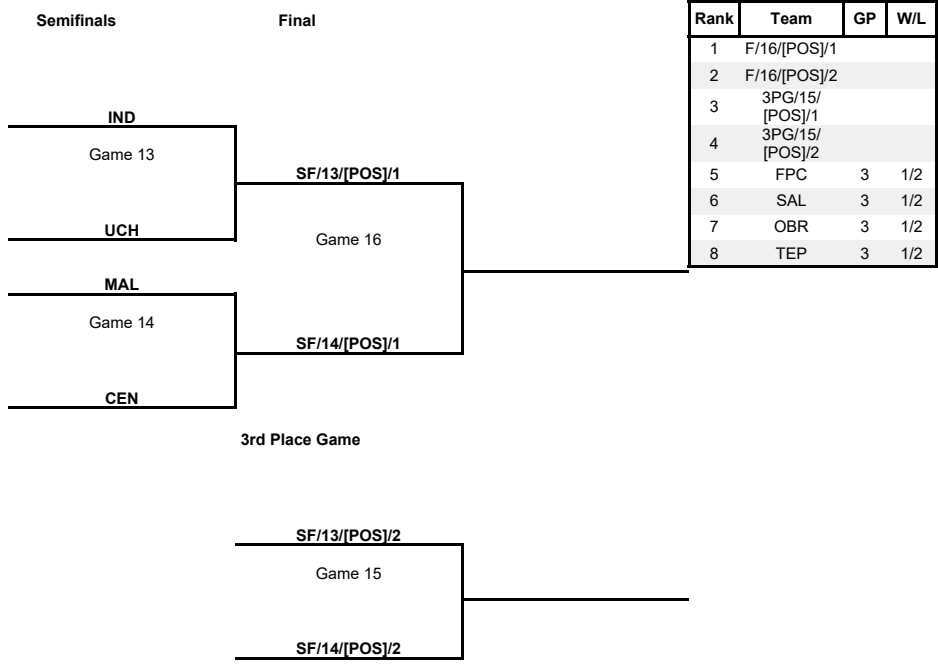 Semifinals
Final
IND
Game 13
UCH
MAL
Game 14
CEN
SF/13/[POS]/1
Game 16
SF/14/[POS]/1
3rd Place Game
SF/13/[POS]/2
Game 15
SF/14/[POS]/2
Rank Team GP W/L
1 F/16/[POS]/1
2 F/16/[POS]/2
3 3PG/15/
[POS]/1
4 3PG/15/
[POS]/2
5 FPC 3 1/2
6 SAL 3 1/2
7 OBR 3 1/2
8 TEP 3 1/2